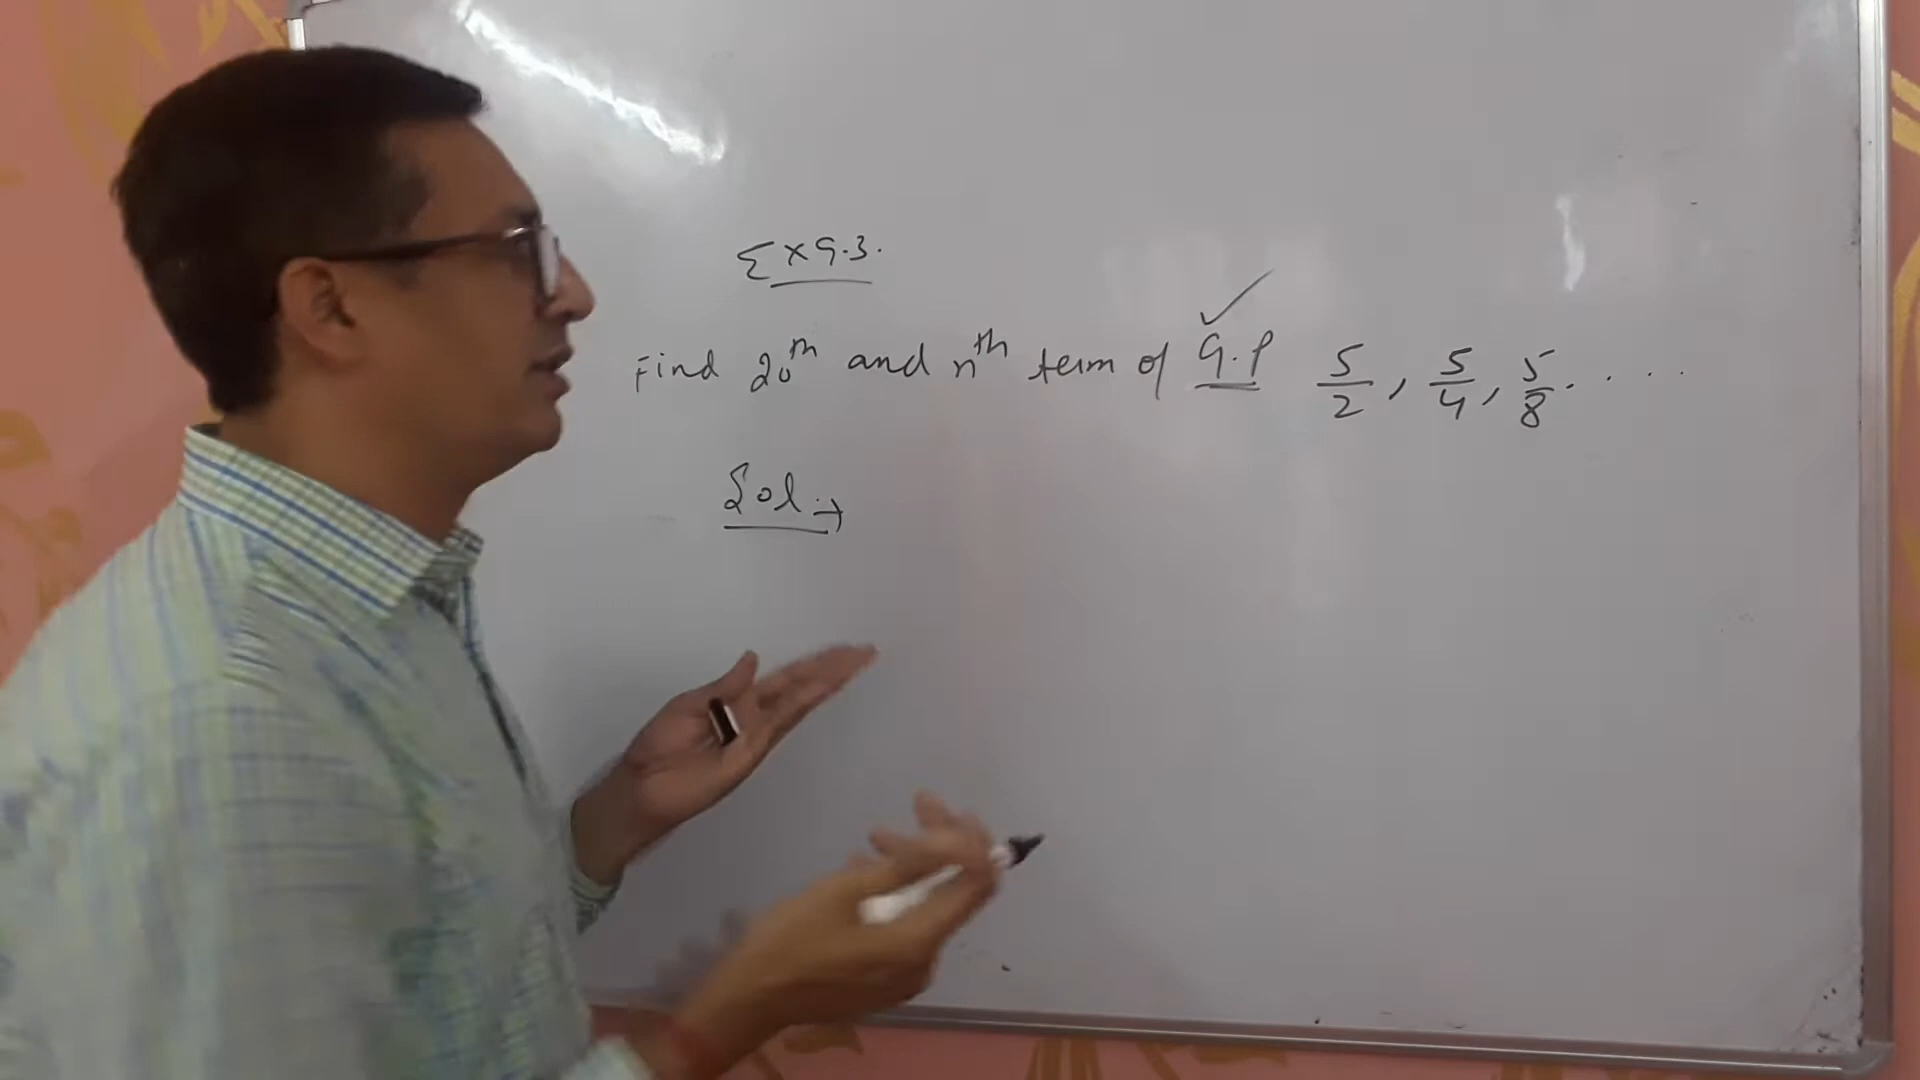 Ex 9.3.
Find 20th and nth term of G.P 5/2, 5/4, 5/8. . . . .
Sol →